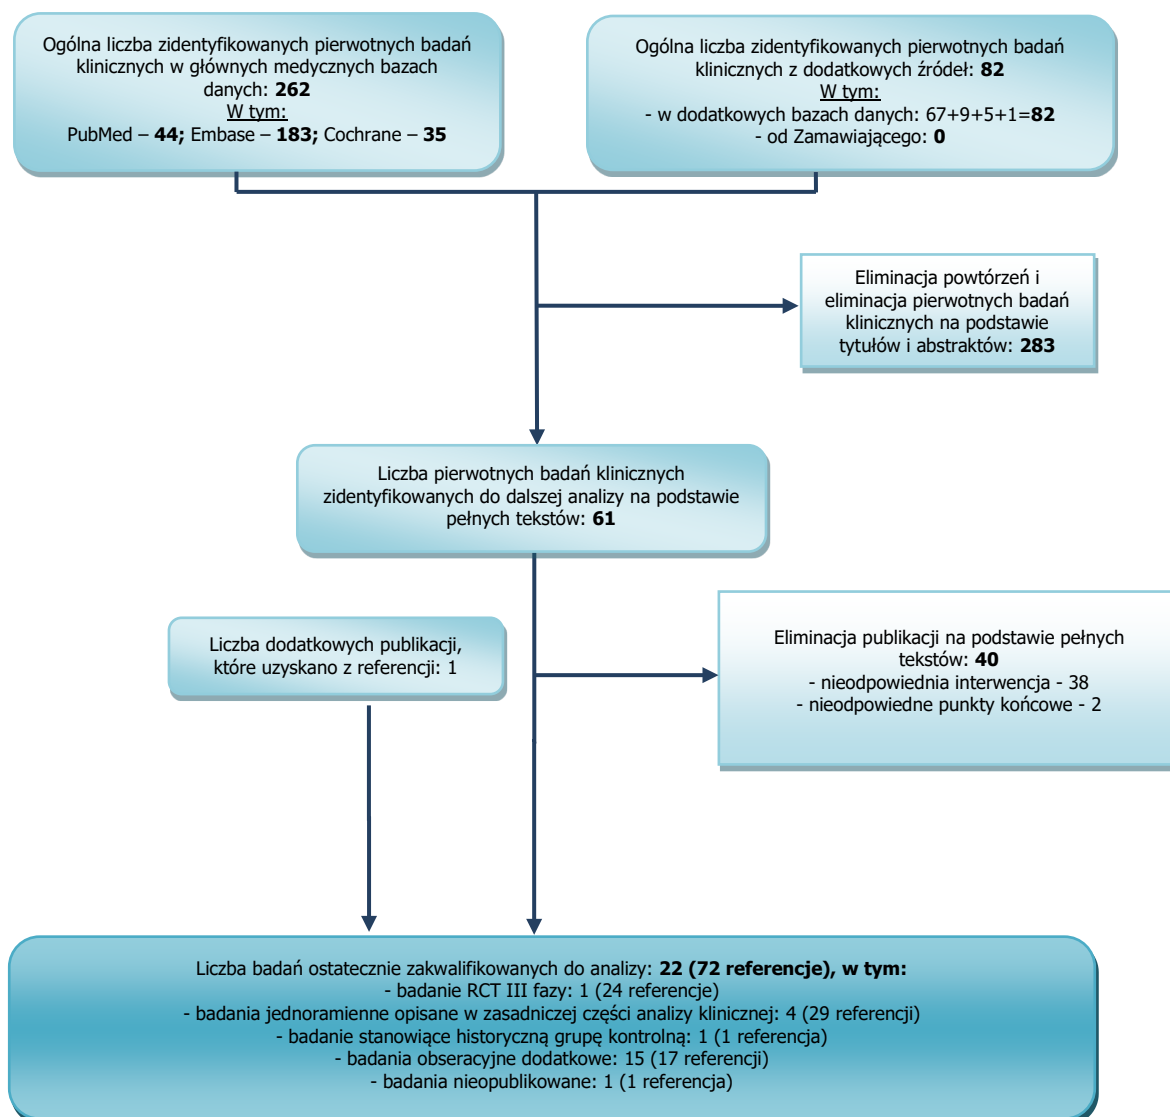 Ogólna liczba zidentyfikowanych pierwotnych badań
klinicznych w głównych medycznych bazach
danych: 262
W tym:
PubMed – 44; Embase – 183; Cochrane – 35
Ogólna liczba zidentyfikowanych pierwotnych badań
klinicznych z dodatkowych źródeł: 82
W tym:
- w dodatkowych bazach danych: 67+9+5+1=82
- od Zamawiającego: 0
Eliminacja powtórzeń i
eliminacja pierwotnych badań
klinicznych na podstawie
tytułów i abstraktów: 283
Liczba pierwotnych badań klinicznych
zidentyfikowanych do dalszej analizy na podstawie
pełnych tekstów: 61
Liczba dodatkowych publikacji,
które uzyskano z referencji: 1
Eliminacja publikacji na podstawie pełnych
tekstów: 40
- nieodpowiednia interwencja - 38
- nieodpowiedne punkty końcowe - 2
Liczba badań ostatecznie zakwalifikowanych do analizy: 22 (72 referencje), w tym:
- badanie RCT III fazy: 1 (24 referencje)
- badania jednoramienne opisane w zasadniczej części analizy klinicznej: 4 (29 referencji)
- badanie stanowiące historyczną grupę kontrolną: 1 (1 referencja)
- badania obseracyjne dodatkowe: 15 (17 referencji)
- badania nieopublikowane: 1 (1 referencja)